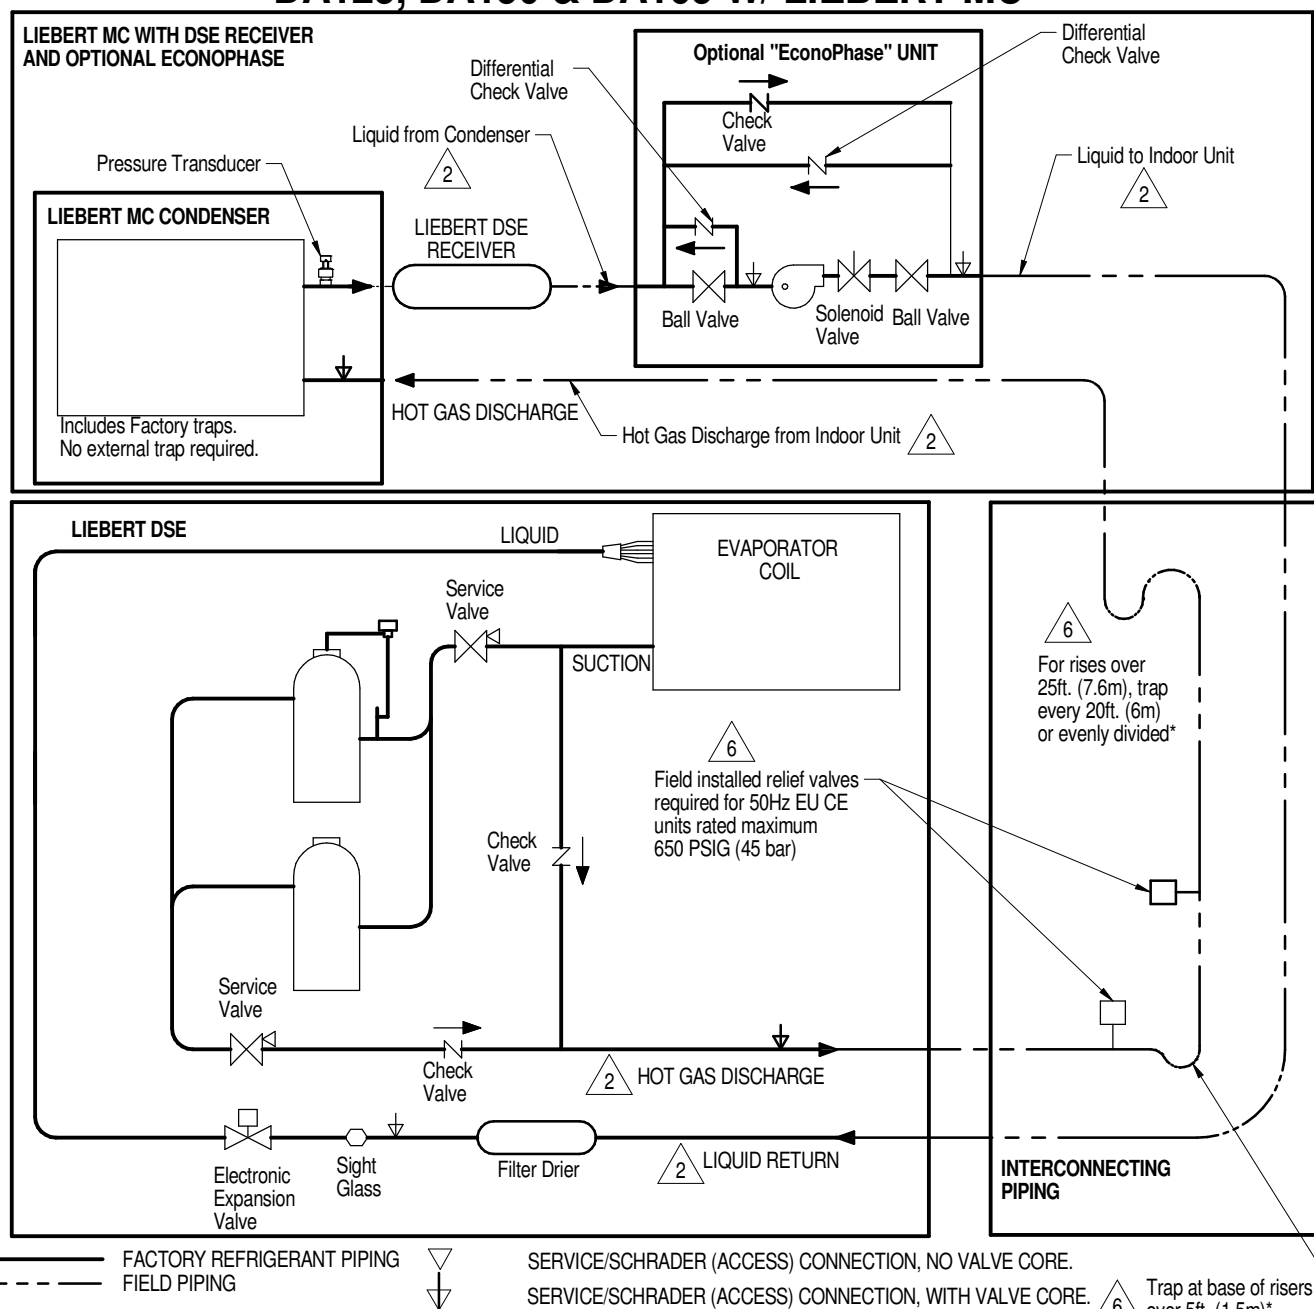 LIEBERT MC WITH DSE RECEIVER
AND OPTIONAL ECONOPHASE
Optional "EconoPhase" UNIT
Differential
Check Valve
Differential
Check Valve
Check
Valve
Liquid from Condenser
2
Liquid to Indoor Unit
2
Pressure Transducer
LIEBERT MC CONDENSER
LIEBERT DSE
RECEIVER
Ball Valve
Solenoid
Valve
Ball Valve
HOT GAS DISCHARGE
Includes Factory traps.
No external trap required.
Hot Gas Discharge from Indoor Unit
2
LIEBERT DSE
LIQUID
EVAPORATOR
COIL
Service
Valve
SUCTION
6
For rises over
25ft. (7.6m), trap
every 20ft. (6m)
or evenly divided*
6
Field installed relief valves
required for 50Hz EU CE
units rated maximum
650 PSIG (45 bar)
Check
Valve
Service
Valve
Check
Valve
2
HOT GAS DISCHARGE
Electronic
Expansion
Valve
Sight
Glass
Filter Drier
2
LIQUID RETURN
INTERCONNECTING
PIPING
FACTORY REFRIGERANT PIPING
FIELD PIPING
SERVICE/SCHRADER (ACCESS) CONNECTION, NO VALVE CORE.
SERVICE/SCHRADER (ACCESS) CONNECTION, WITH VALVE CORE.
6
Trap at base of risers
over 5ft. (1.5m)*